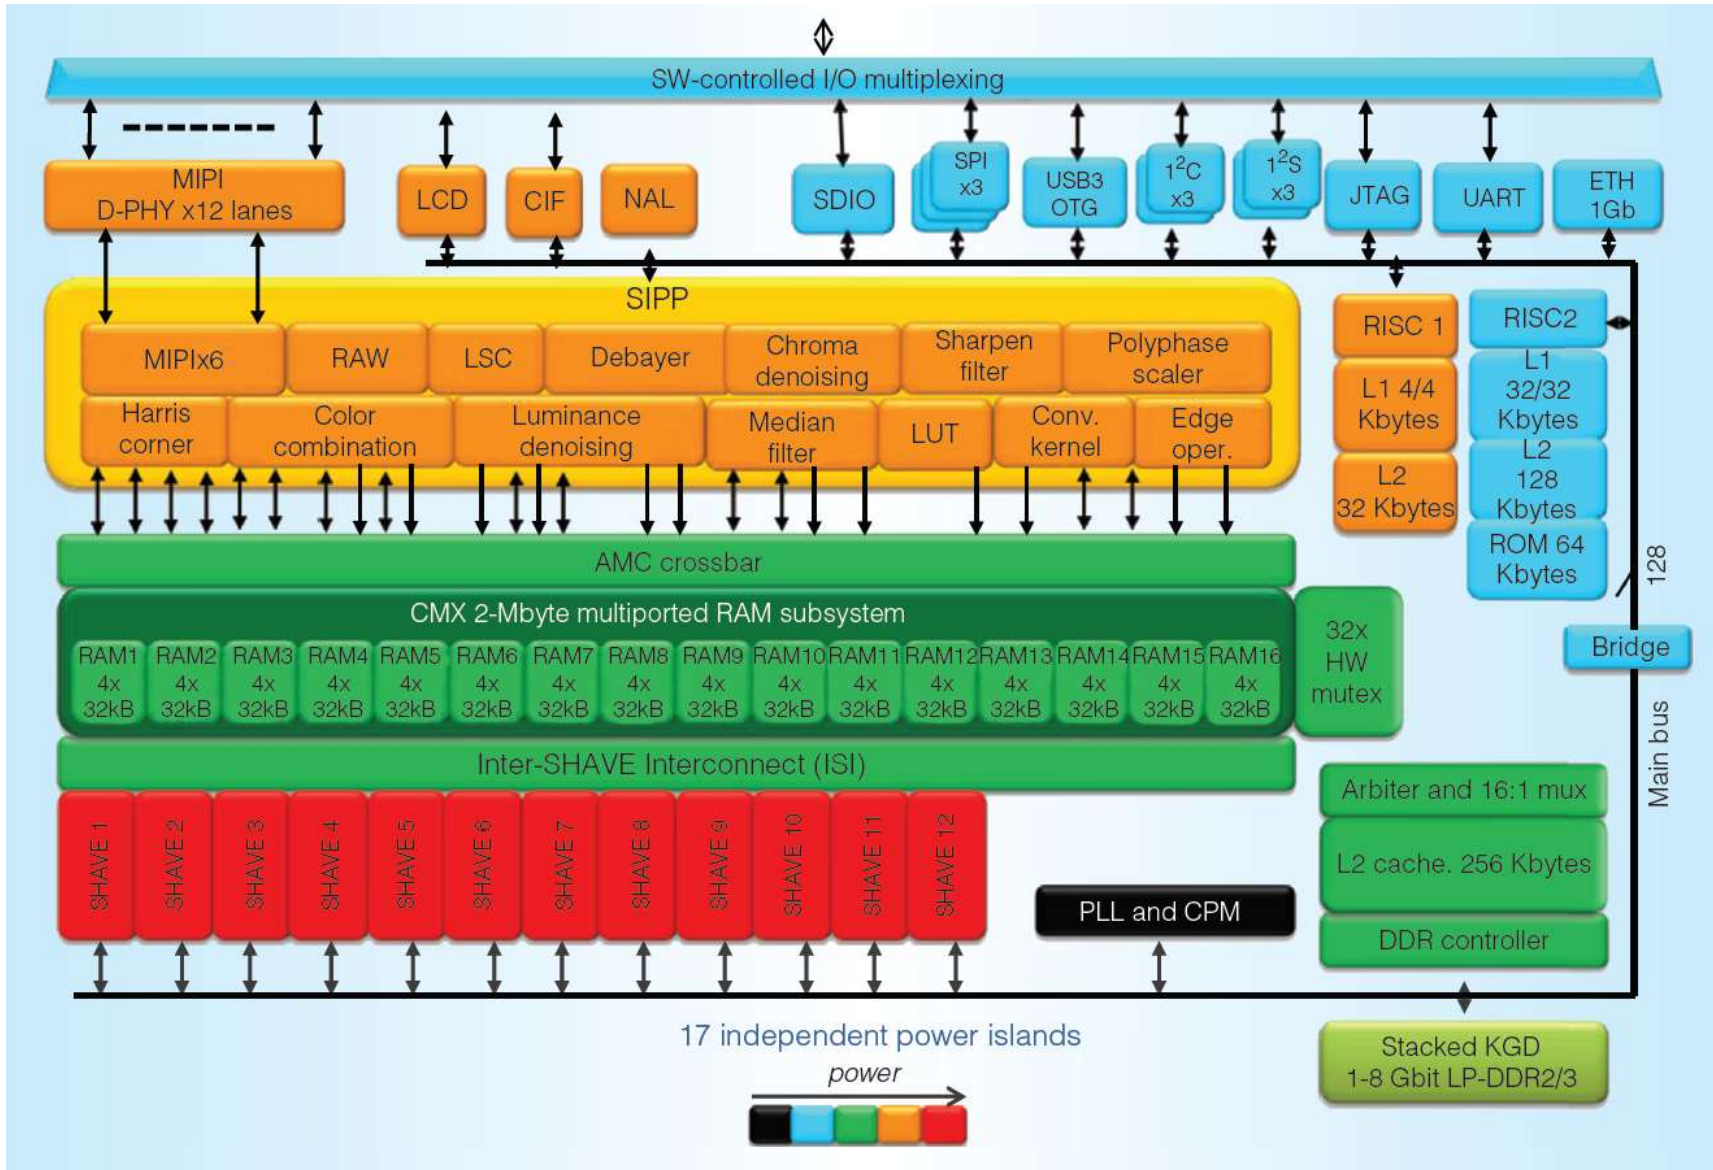 SW-controlled I/O multiplexing
MIPI
D-PHY x12 lanes
LCD
CIF
NAL
SDIO
SPI
x3
USB3
OTG
1²C
x3
1²S
x3
JTAG
UART
ETH
1Gb
SIPP
MIPIx6
RAW
LSC
Debayer
Chroma
denoising
Sharpen
filter
Polyphase
scaler
Harris
corner
Color
combination
Luminance
denoising
Median
filter
LUT
Conv.
kernel
Edge
oper.
RISC 1
L1 4/4
Kbytes
L2
32 Kbytes
RISC2
L1
32/32
Kbytes
L2
128
Kbytes
ROM 64
Kbytes
128
Bridge
Main bus
AMC crossbar
CMX 2-Mbyte multiported RAM subsystem
RAM1
4x
32kB
RAM2
4x
32kB
RAM3
4x
32kB
RAM4
4x
32kB
RAM5
4x
32kB
RAM6
4x
32kB
RAM7
4x
32kB
RAM8
4x
32kB
RAM9
4x
32kB
RAM10
4x
32kB
RAM11
4x
32kB
RAM12
4x
32kB
RAM13
4x
32kB
RAM14
4x
32kB
RAM15
4x
32kB
RAM16
4x
32kB
32x
HW
mutex
Inter-SHAVE Interconnect (ISI)
SHAVE 1
SHAVE 2
SHAVE 3
SHAVE 4
SHAVE 5
SHAVE 6
SHAVE 7
SHAVE 8
SHAVE 9
SHAVE 10
SHAVE 11
SHAVE 12
PLL and CPM
Arbiter and 16:1 mux
L2 cache. 256 Kbytes
DDR controller
Stacked KGD
1-8 Gbit LP-DDR2/3
17 independent power islands
power